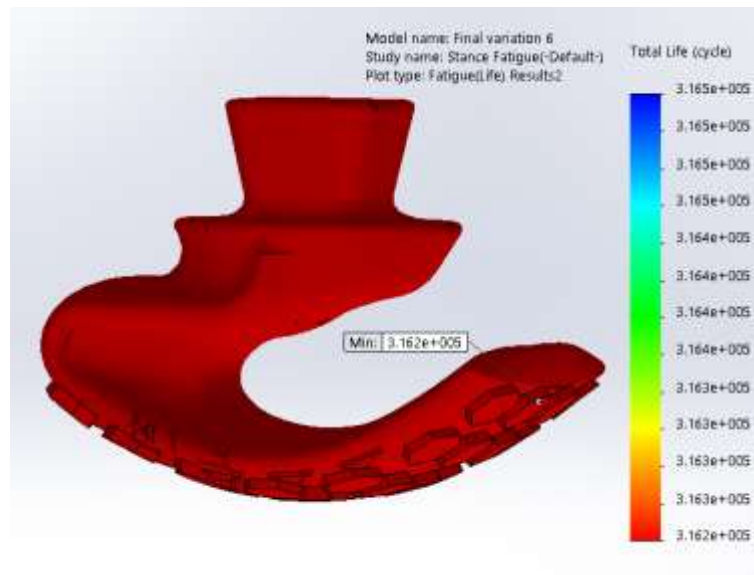 Model name: Final variation 6
Study name: Stance Fatigue(-Default-)
Plot type: Fatigue(Life) Results2
Total Life (cycle)
3.165e+005
3.165e+005
3.165e+005
3.165e+005
3.164e+005
3.164e+005
3.164e+005
3.164e+005
3.163e+005
3.163e+005
3.163e+005
3.163e+005
3.162e+005
Min: 3.162e+005